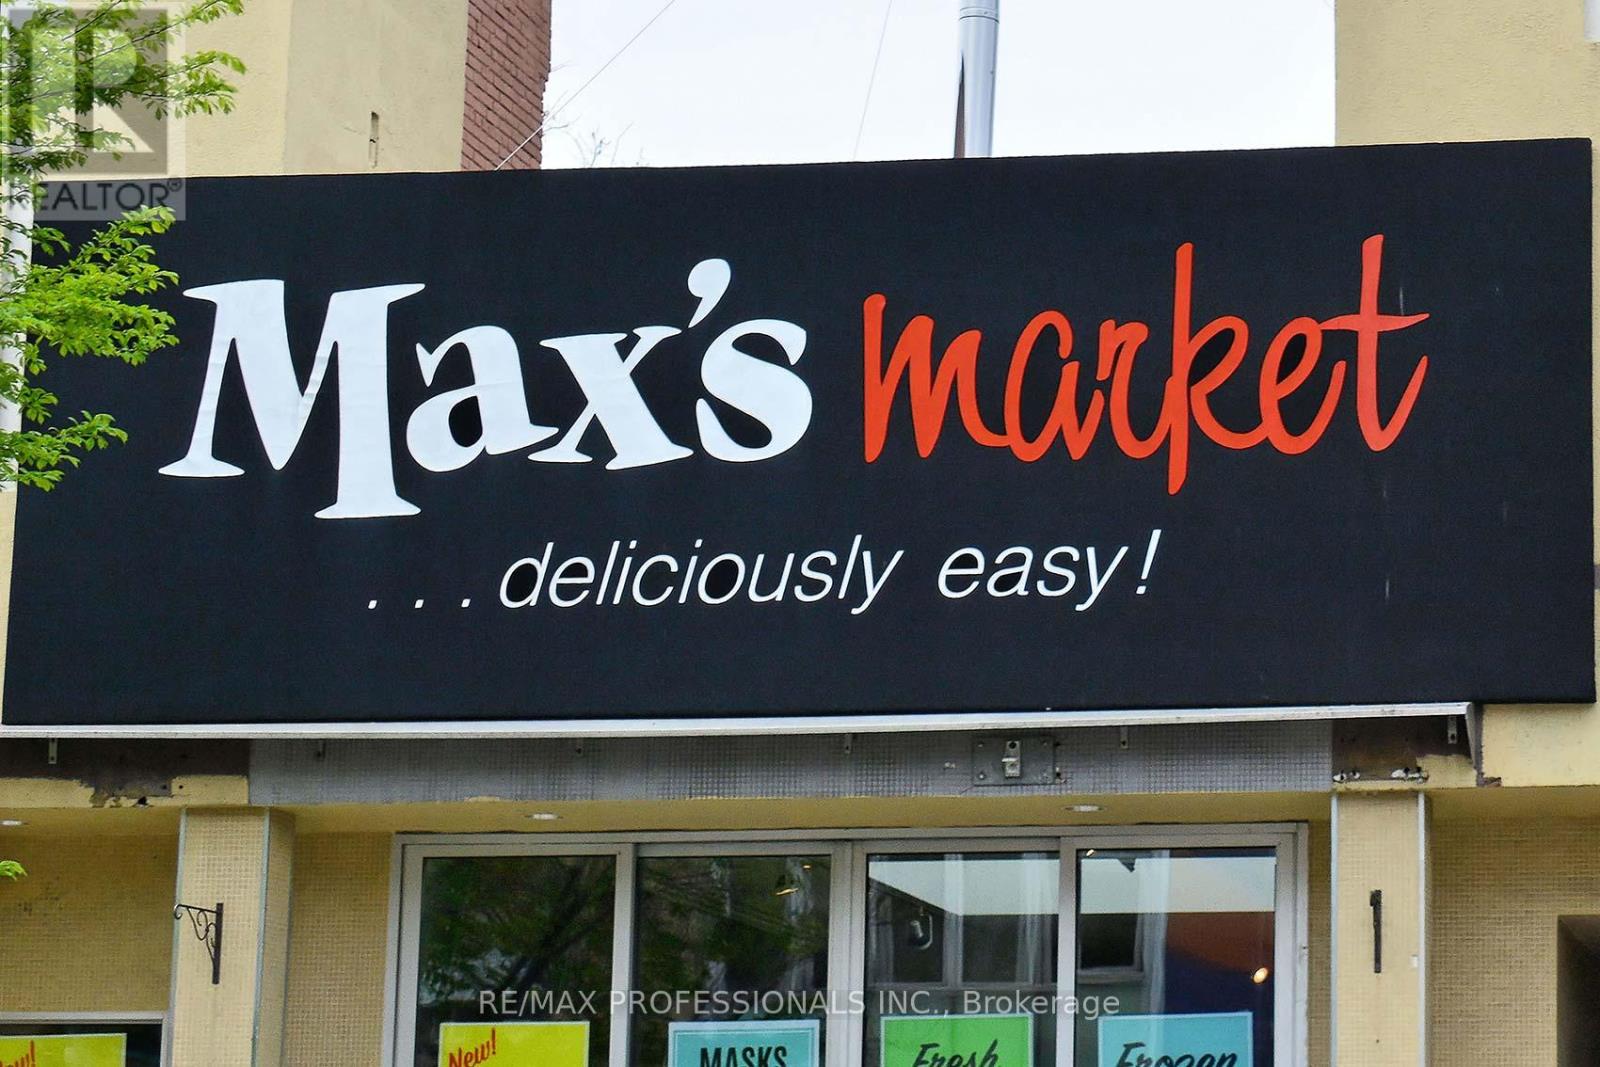 REALTOR®
Max's market
...deliciously easy!
RE/MAX PROFESSIONALS INC., Brokerage
New!
MASKS
Fresh
Frozen